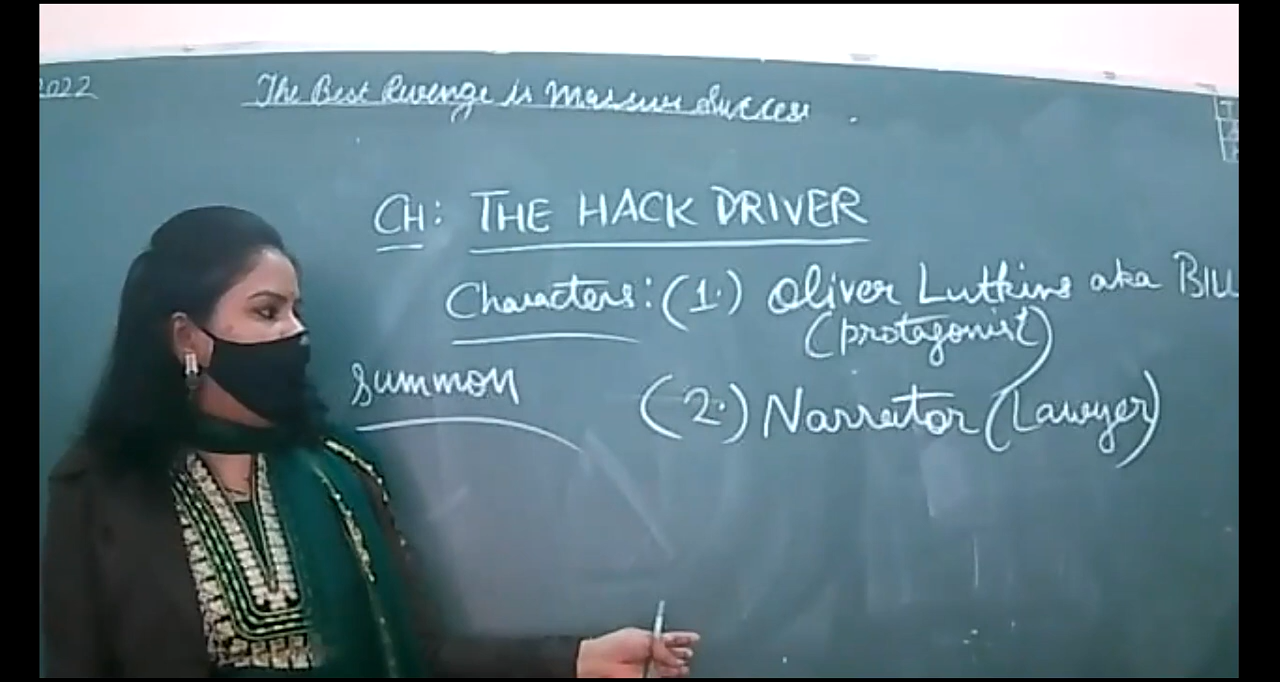 2022
The Best Revenge is Massive Success.
CH: THE HACK DRIVER
Characters: (1.) Oliver Lutkins aka BILL
(protagonist)
summon
(2.) Narrator (Lawyer)